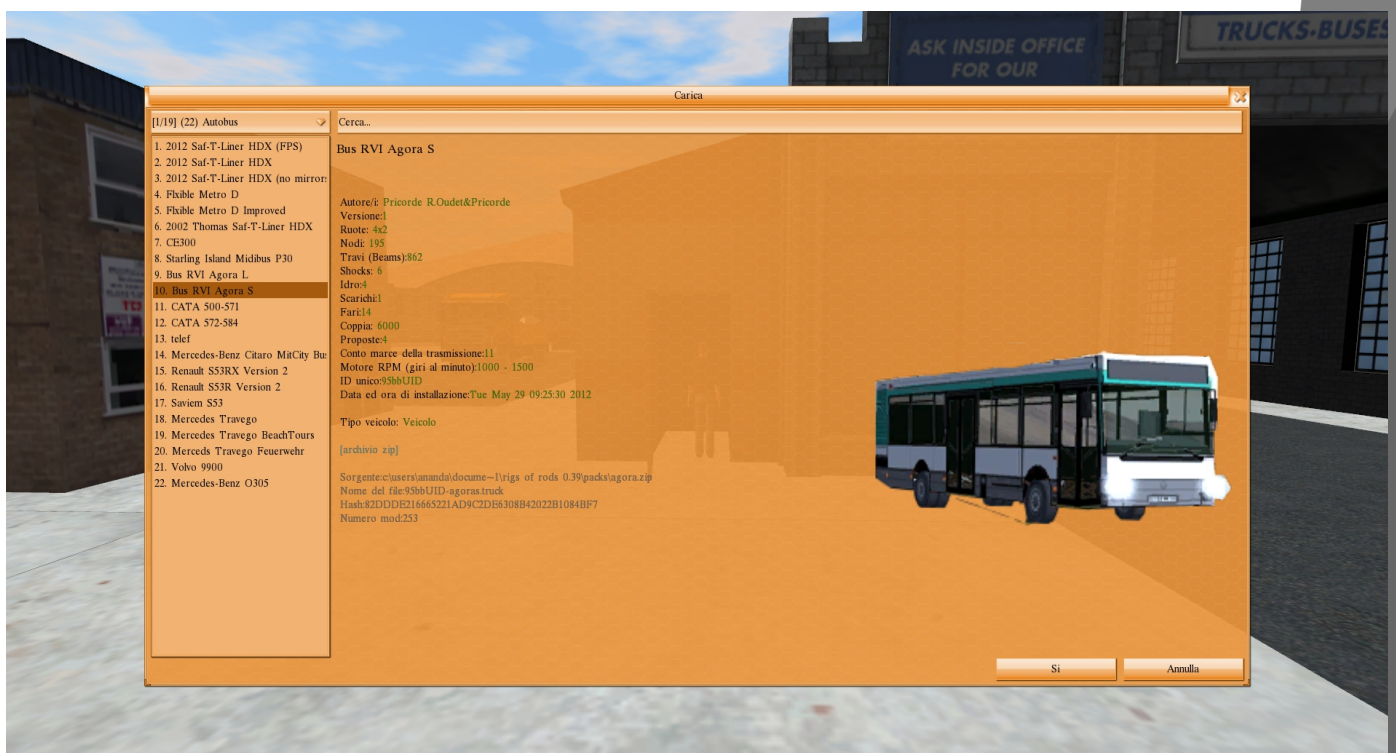 ASK INSIDE OFFICE
FOR OUR
TRUCKS·BUSES
Carica
[1/19] (22) Autobus
Cerca...
1. 2012 Saf-T-Liner HDX (FPS)
2. 2012 Saf-T-Liner HDX
3. 2012 Saf-T-Liner HDX (no mirror
4. Flxible Metro D
5. Flxible Metro D Improved
6. 2002 Thomas Saf-T-Liner HDX
7. CE300
8. Starling Island Midibus P30
9. Bus RVI Agora L
10. Bus RVI Agora S
11. CATA 500-571
12. CATA 572-584
13. telef
14. Mercedes-Benz Citaro MitCity Bu
15. Renault S53RX Version 2
16. Renault S53R Version 2
17. Saviem S53
18. Mercedes Travego
19. Mercedes Travego BeachTours
20. Merceds Travego Feuerwehr
21. Volvo 9900
22. Mercedes-Benz O305
Bus RVI Agora S
Autore/i: Pricorde R.Oudet&Pricorde
Versione:1
Ruote: 4x2
Nodi: 195
Travi (Beams):862
Shocks: 6
Idro:4
Scarichi:1
Fari:14
Coppia: 6000
Proposte:4
Conto marce della trasmissione:11
Motore RPM (giri al minuto):1000 - 1500
ID unico:95bbUID
Data ed ora di installazione:Tue May 29 09:25:30 2012
Tipo veicolo: Veicolo
[archivio zip]
Sorgente:c:\users\ananda\docume~1\rigs of rods 0.39\packs\agora.zip
Nome del file:95bbUID-agoras.truck
Hash:82DDDE216665221AD9C2DE6308B42022B1084BF7
Numero mod:253
Si
Annulla